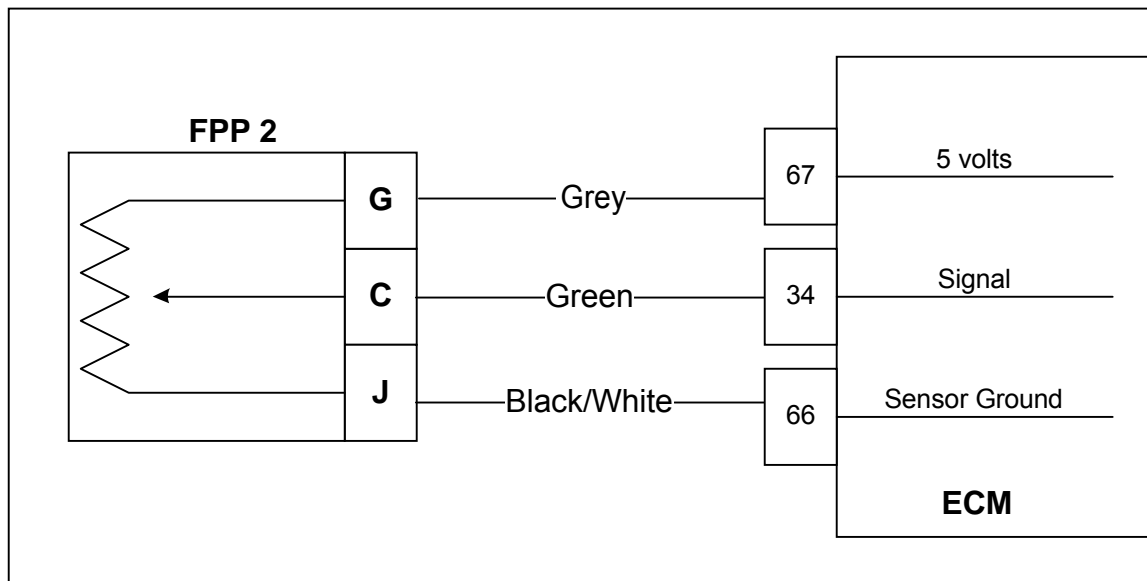 FPP 2
G
Grey
67
5 volts
C
Green
34
Signal
J
Black/White
66
Sensor Ground
ECM